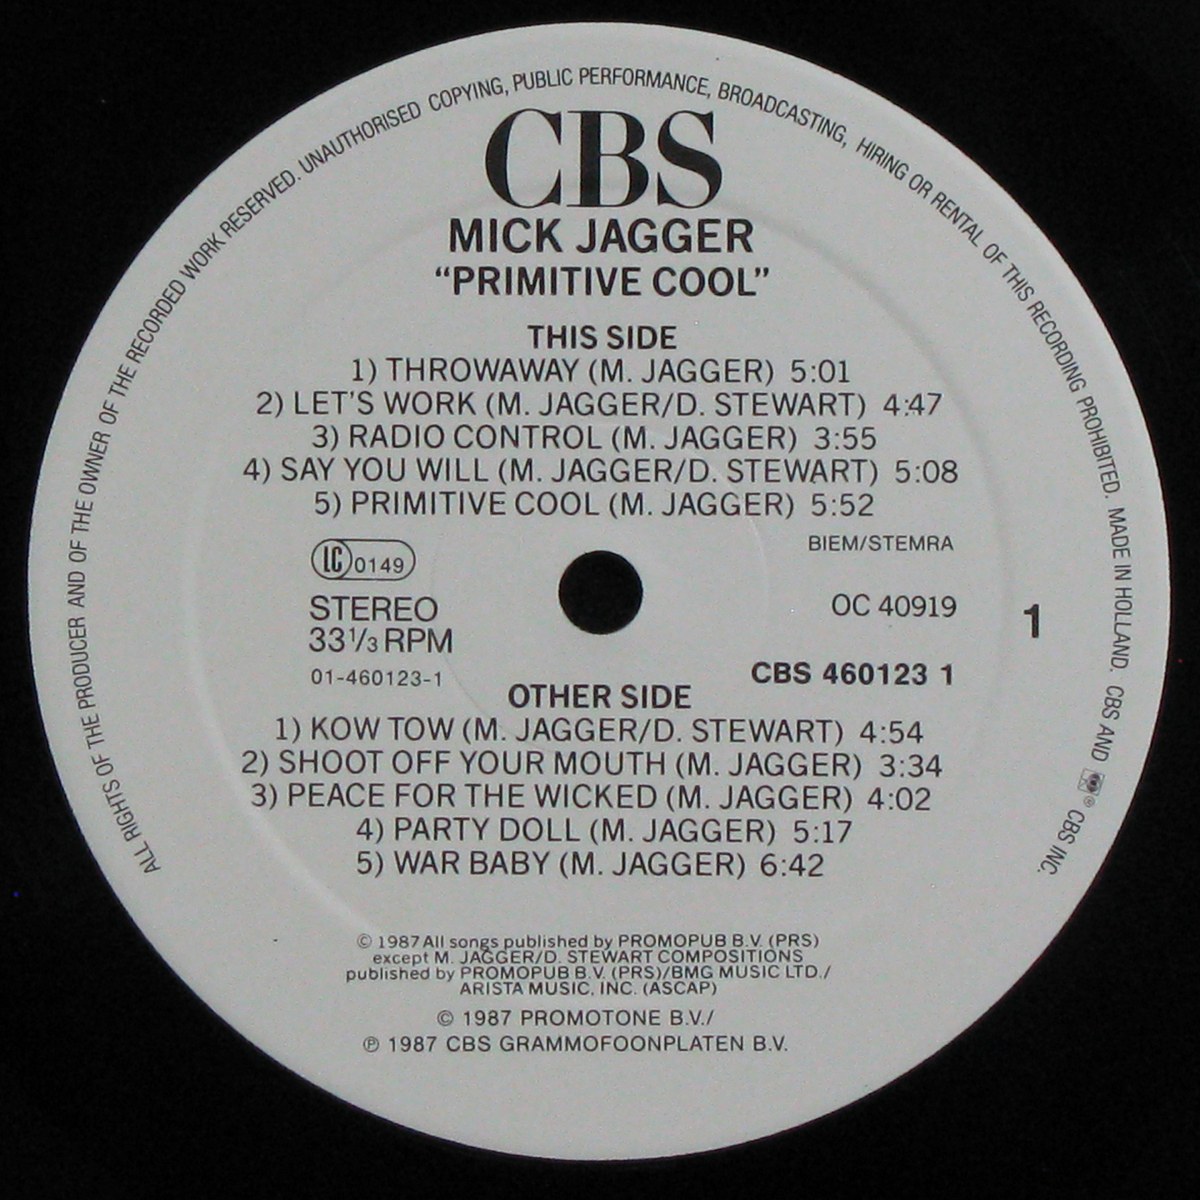 ALL RIGHTS OF THE PRODUCER AND OF THE OWNER OF THE RECORDED WORK RESERVED. UNAUTHORISED COPYING, PUBLIC PERFORMANCE, BROADCASTING, HIRING OR RENTAL OF THIS RECORDING PROHIBITED. MADE IN HOLLAND. CBS AND ® CBS INC.
CBS
MICK JAGGER
“PRIMITIVE COOL”
THIS SIDE
1) THROWAWAY (M. JAGGER) 5:01
2) LET'S WORK (M. JAGGER/D. STEWART) 4:47
3) RADIO CONTROL (M. JAGGER) 3:55
4) SAY YOU WILL (M. JAGGER/D. STEWART) 5:08
5) PRIMITIVE COOL (M. JAGGER) 5:52
BIEM/STEMRA
LC 0149
STEREO
OC 40919
1
33 1/3 RPM
01-460123-1
CBS 460123 1
OTHER SIDE
1) KOW TOW (M. JAGGER/D. STEWART) 4:54
2) SHOOT OFF YOUR MOUTH (M. JAGGER) 3:34
3) PEACE FOR THE WICKED (M. JAGGER) 4:02
4) PARTY DOLL (M. JAGGER) 5:17
5) WAR BABY (M. JAGGER) 6:42
© 1987 All songs published by PROMOPUB B.V. (PRS)
except M. JAGGER/D. STEWART COMPOSITIONS
published by PROMOPUB B.V. (PRS)/BMG MUSIC LTD./
ARISTA MUSIC, INC. (ASCAP)
© 1987 PROMOTONE B.V./
℗ 1987 CBS GRAMMOFOONPLATEN B.V.